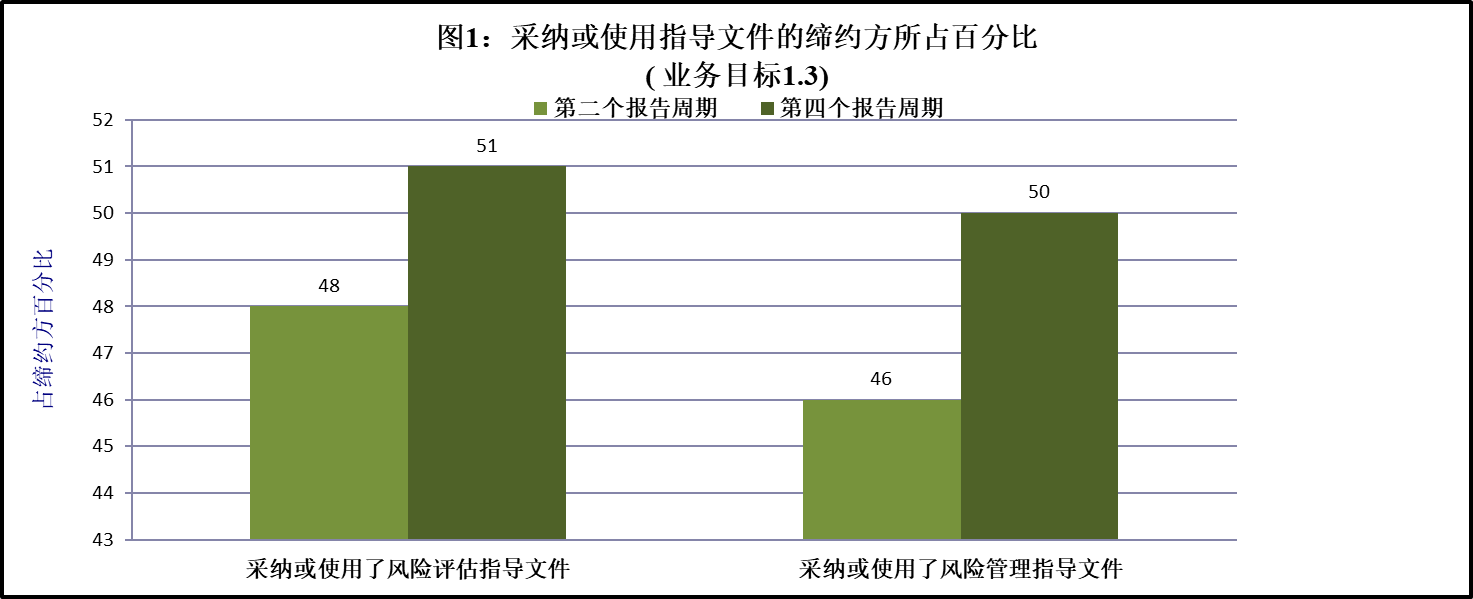 图1：采纳或使用指导文件的缔约方所占百分比
( 业务目标1.3)
第二个报告周期 第四个报告周期
占缔约方百分比
52
51
50
49
48
47
46
45
44
43
48
51
46
50
采纳或使用了风险评估指导文件
采纳或使用了风险管理指导文件